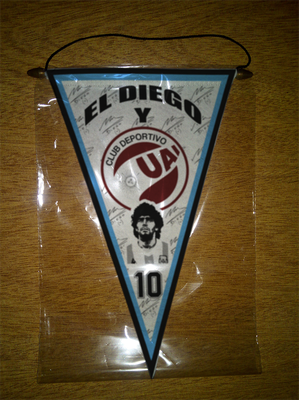 EL DIEGO
Y
CLUB DEPORTIVO
UAI
10